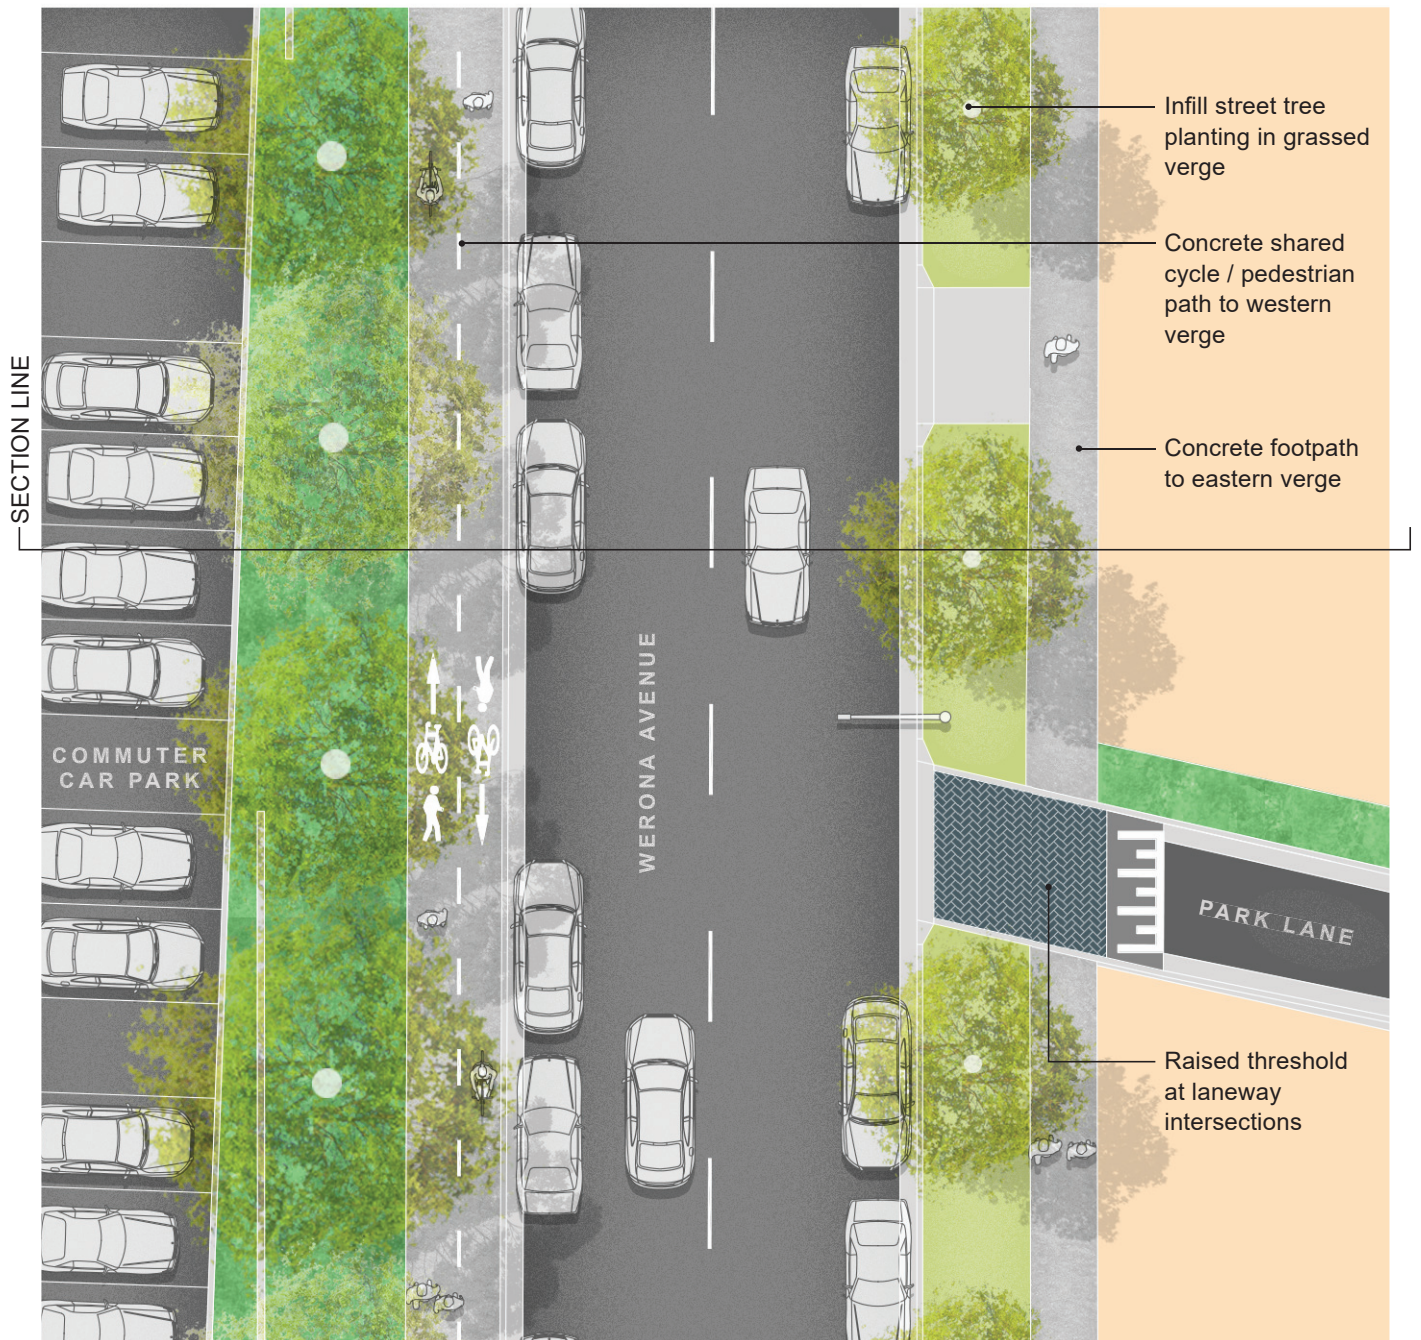 Infill street tree
planting in grassed
verge
Concrete shared
cycle / pedestrian
path to western
verge
SECTION LINE
Concrete footpath
to eastern verge
WERONA AVENUE
COMMUTER
CAR PARK
PARK LANE
Raised threshold
at laneway
intersections